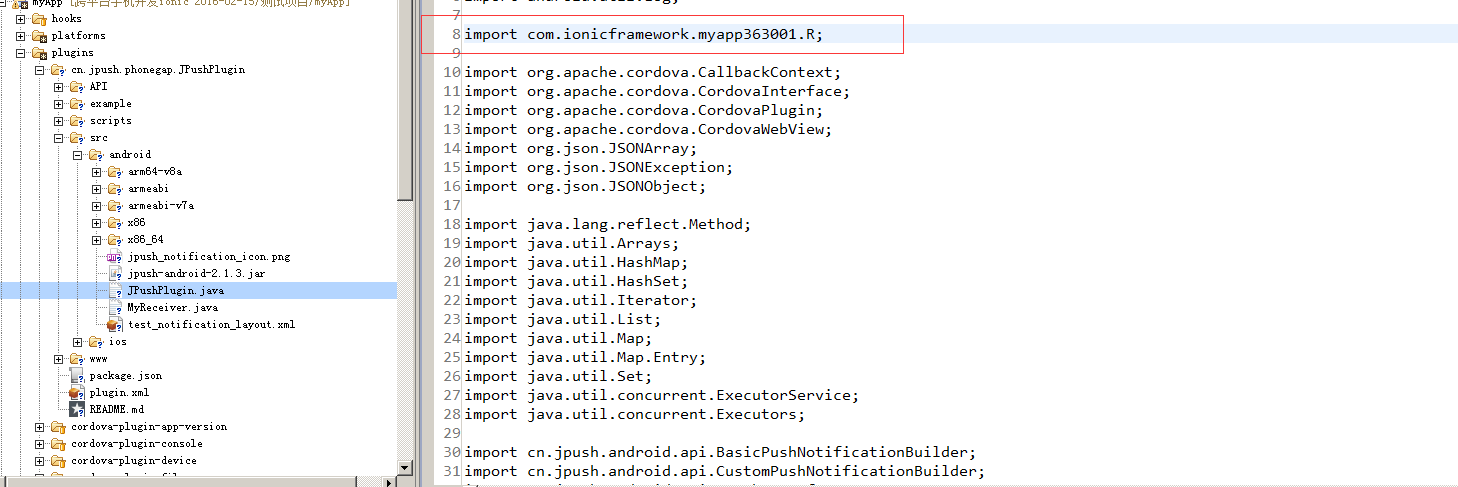 myApp [跨平台手机开发ionic 2016-02-15/测试项目/myApp]
hooks
platforms
plugins
cn.jpush.phonegap.JPushPlugin
API
example
scripts
src
android
arm64-v8a
armeabi
armeabi-v7a
x86
x86_64
jpush_notification_icon.png
jpush-android-2.1.3.jar
JPushPlugin.java
MyReceiver.java
test_notification_layout.xml
ios
www
package.json
plugin.xml
README.md
cordova-plugin-app-version
cordova-plugin-console
cordova-plugin-device
7
8 import com.ionicframework.myapp363001.R;
9
10 import org.apache.cordova.CallbackContext;
11 import org.apache.cordova.CordovaInterface;
12 import org.apache.cordova.CordovaPlugin;
13 import org.apache.cordova.CordovaWebView;
14 import org.json.JSONArray;
15 import org.json.JSONException;
16 import org.json.JSONObject;
17
18 import java.lang.reflect.Method;
19 import java.util.Arrays;
20 import java.util.HashMap;
21 import java.util.HashSet;
22 import java.util.Iterator;
23 import java.util.List;
24 import java.util.Map;
25 import java.util.Map.Entry;
26 import java.util.Set;
27 import java.util.concurrent.ExecutorService;
28 import java.util.concurrent.Executors;
29
30 import cn.jpush.android.api.BasicPushNotificationBuilder;
31 import cn.jpush.android.api.CustomPushNotificationBuilder;